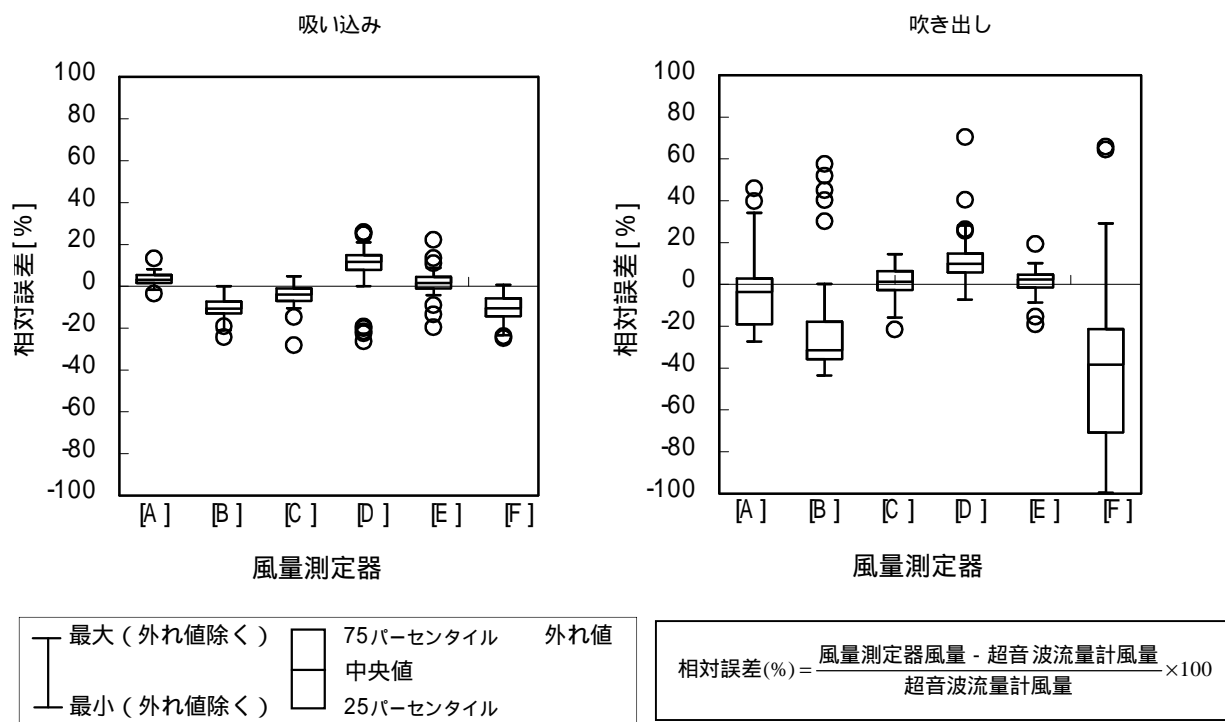 吸い込み
100
80
60
40
20
0
-20
-40
-60
-80
-100
相対誤差[%]
[A] [B] [C] [D] [E] [F]
風量測定器
吹き出し
100
80
60
40
20
0
-20
-40
-60
-80
-100
相対誤差[%]
[A] [B] [C] [D] [E] [F]
風量測定器
最大（外れ値除く）
最小（外れ値除く）
75パーセンタイル
中央値
25パーセンタイル
外れ値
相対誤差(%)=
風量測定器風量 - 超音波流量計風量
超音波流量計風量
×100